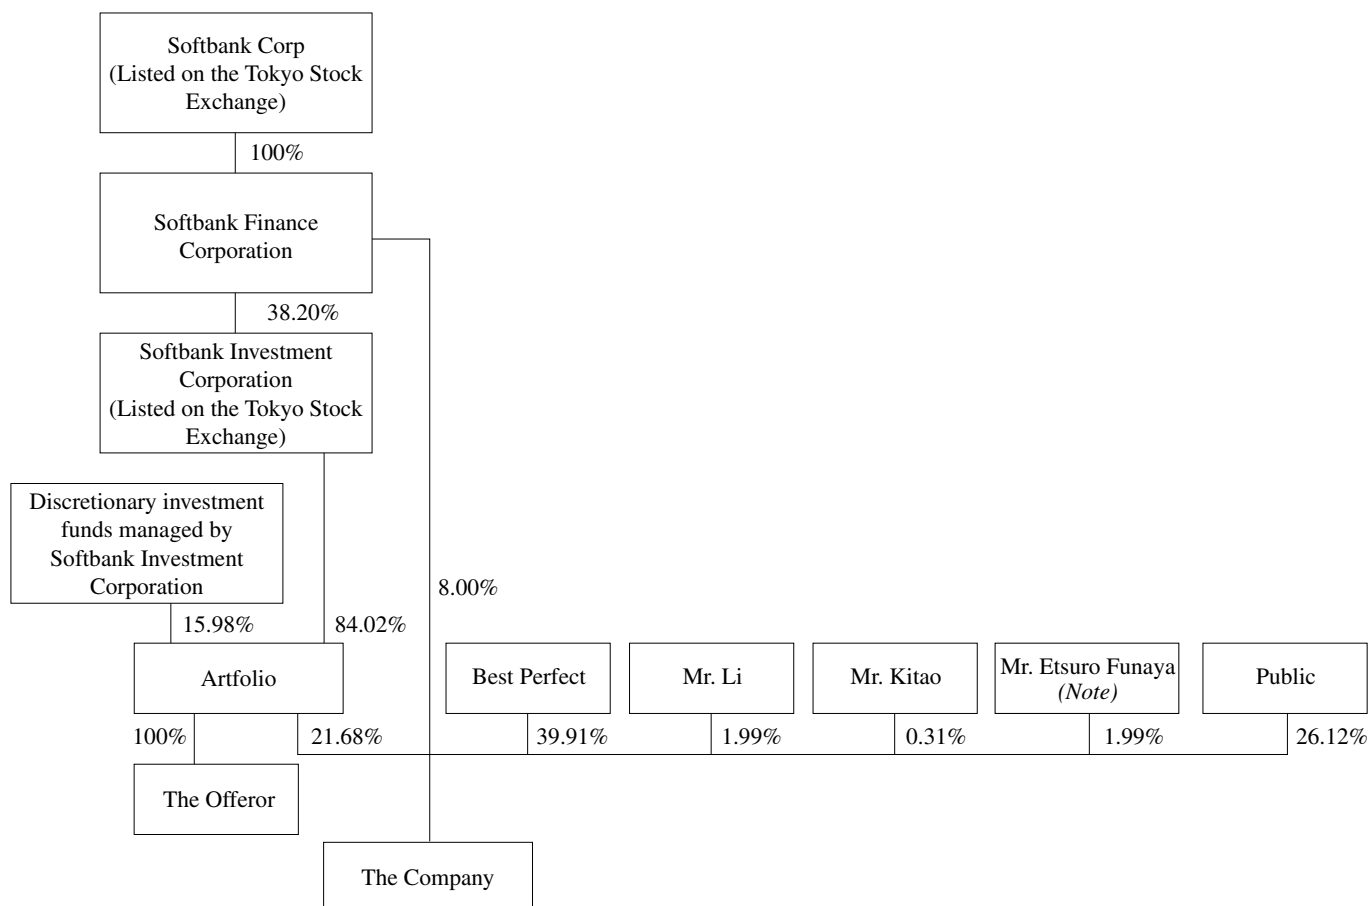 Softbank Corp
(Listed on the Tokyo Stock
Exchange)
100%
Softbank Finance
Corporation
38.20%
Softbank Investment
Corporation
(Listed on the Tokyo Stock
Exchange)
Discretionary investment
funds managed by
Softbank Investment
Corporation
8.00%
15.98%
84.02%
Artfolio
Best Perfect
Mr. Li
Mr. Kitao
Mr. Etsuro Funaya
(Note)
Public
100%
21.68%
39.91%
1.99%
0.31%
1.99%
26.12%
The Offeror
The Company